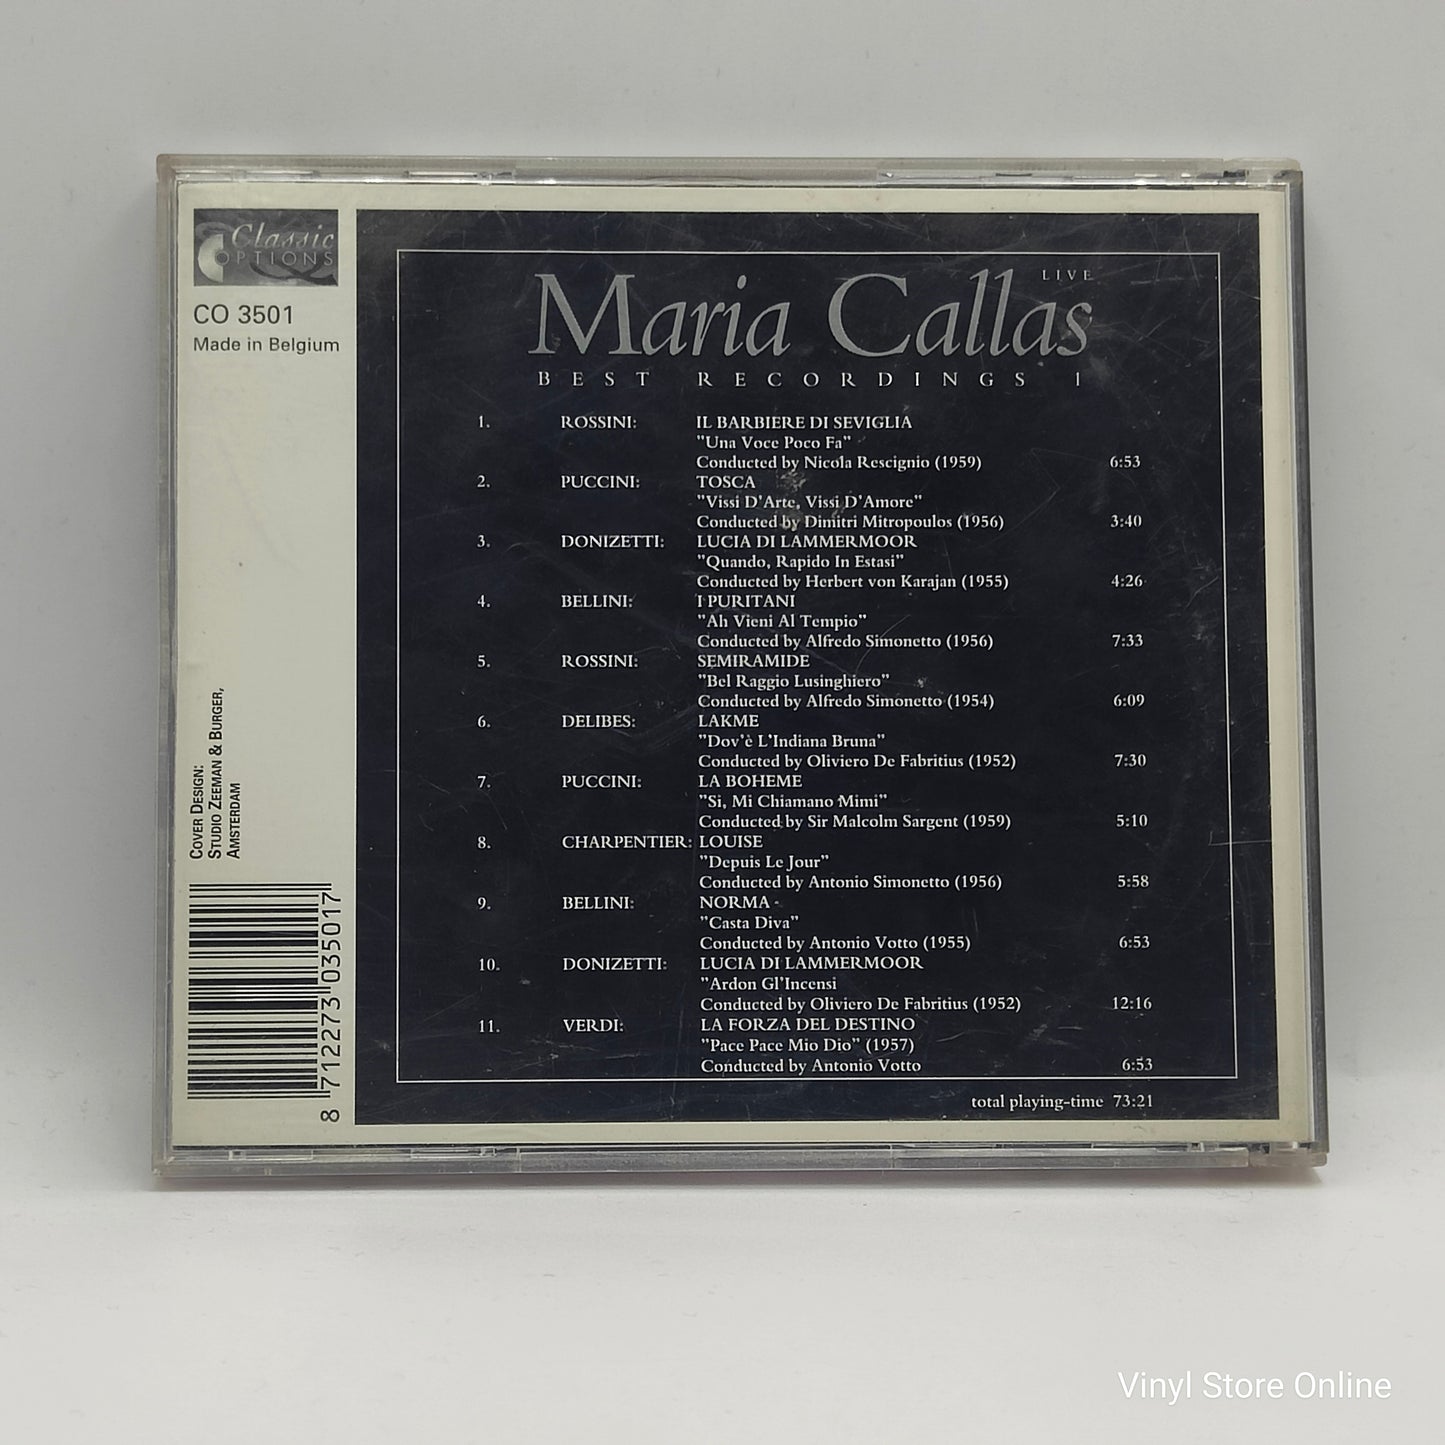 Classic
OPTIONS
CO 3501
Made in Belgium
COVER DESIGN:
STUDIO ZEEMAN & BURGER,
AMSTERDAM
8 712273 035017
LIVE
Maria Callas
BEST RECORDINGS 1
1. ROSSINI: IL BARBIERE DI SEVIGLIA
"Una Voce Poco Fa"
Conducted by Nicola Rescignio (1959) 6:53
2. PUCCINI: TOSCA
"Vissi D'Arte, Vissi D'Amore"
Conducted by Dimitri Mitropoulos (1956) 3:40
3. DONIZETTI: LUCIA DI LAMMERMOOR
"Quando, Rapido In Estasi"
Conducted by Herbert von Karajan (1955) 4:26
4. BELLINI: I PURITANI
"Ah Vieni Al Tempio"
Conducted by Alfredo Simonetto (1956) 7:33
5. ROSSINI: SEMIRAMIDE
"Bel Raggio Lusinghiero"
Conducted by Alfredo Simonetto (1954) 6:09
6. DELIBES: LAKME
"Dov'è L'Indiana Bruna"
Conducted by Oliviero De Fabritius (1952) 7:30
7. PUCCINI: LA BOHEME
"Si, Mi Chiamano Mimi"
Conducted by Sir Malcolm Sargent (1959) 5:10
8. CHARPENTIER: LOUISE
"Depuis Le Jour"
Conducted by Antonio Simonetto (1956) 5:58
9. BELLINI: NORMA
"Casta Diva"
Conducted by Antonio Votto (1955) 6:53
10. DONIZETTI: LUCIA DI LAMMERMOOR
"Ardon Gl'Incensi
Conducted by Oliviero De Fabritius (1952) 12:16
11. VERDI: LA FORZA DEL DESTINO
"Pace Pace Mio Dio" (1957)
Conducted by Antonio Votto 6:53
total playing-time 73:21
Vinyl Store Online